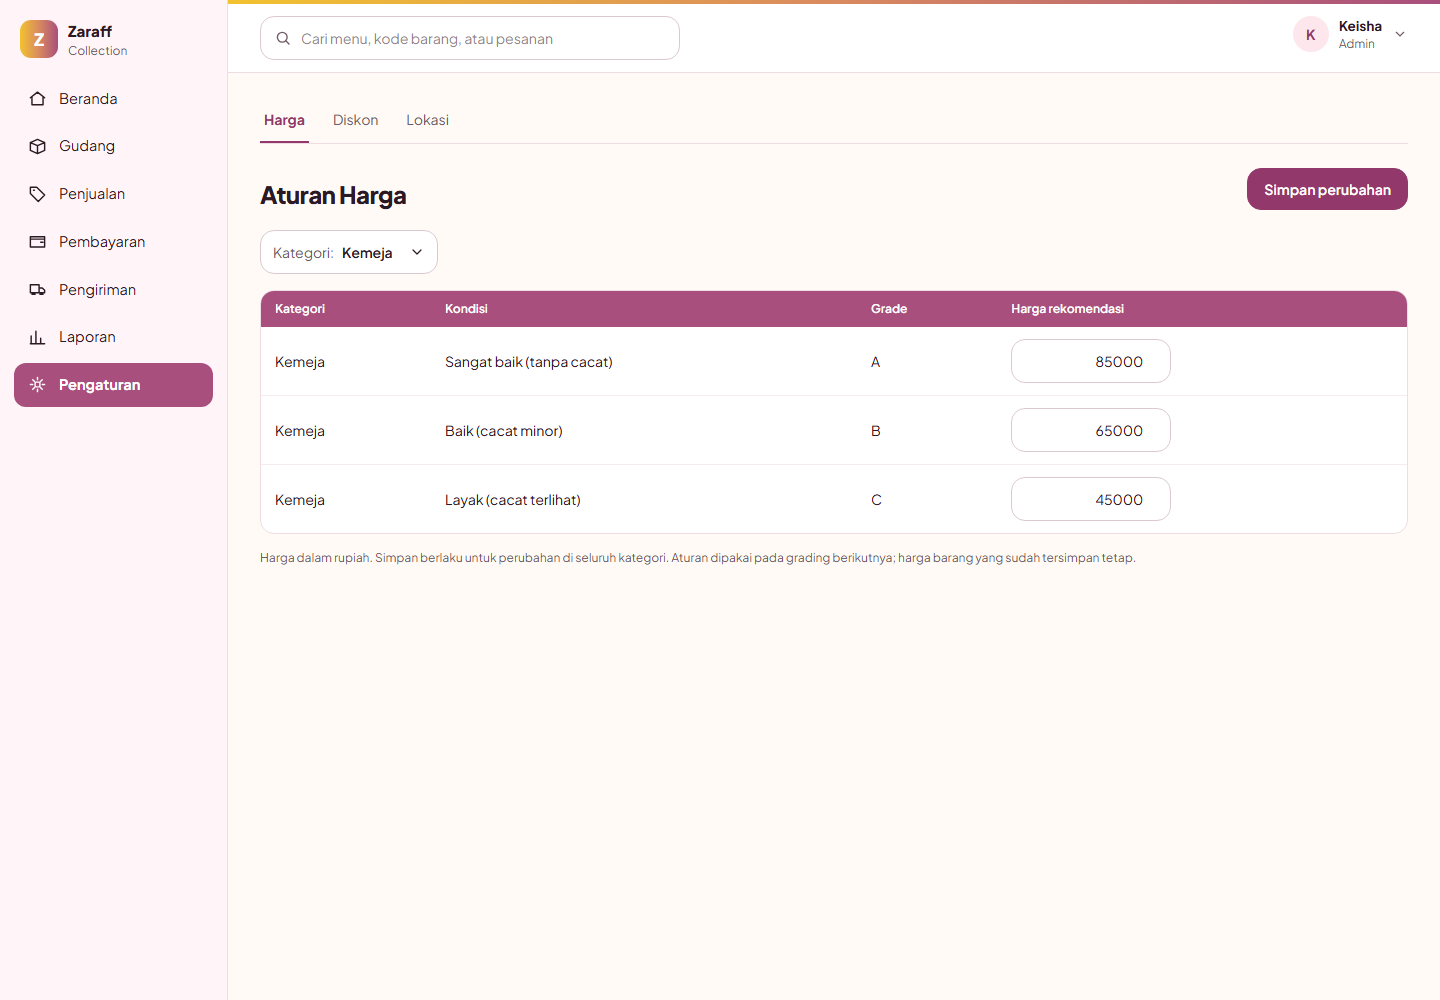 Z
Zaraff
Collection
Cari menu, kode barang, atau pesanan
K
Keisha
Admin
Beranda
Gudang
Penjualan
Pembayaran
Pengiriman
Laporan
Pengaturan
Harga Diskon Lokasi
Aturan Harga
Simpan perubahan
Kategori: Kemeja
Kategori Kondisi Grade Harga rekomendasi
Kemeja Sangat baik (tanpa cacat) A 85000
Kemeja Baik (cacat minor) B 65000
Kemeja Layak (cacat terlihat) C 45000
Harga dalam rupiah. Simpan berlaku untuk perubahan di seluruh kategori. Aturan dipakai pada grading berikutnya; harga barang yang sudah tersimpan tetap.